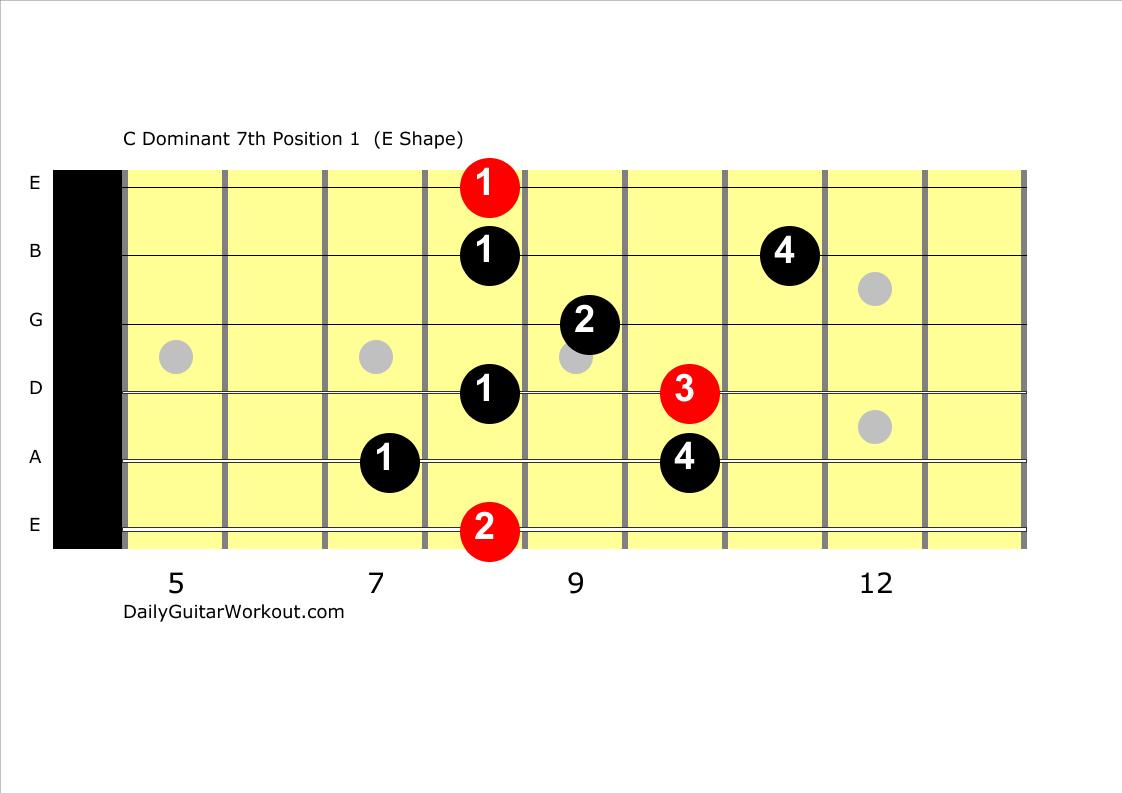 C Dominant 7th Position 1 (E Shape)
E 1
B 1 4
G 2
D 1 3
A 1 4
E 2
5 7 9 12
DailyGuitarWorkout.com